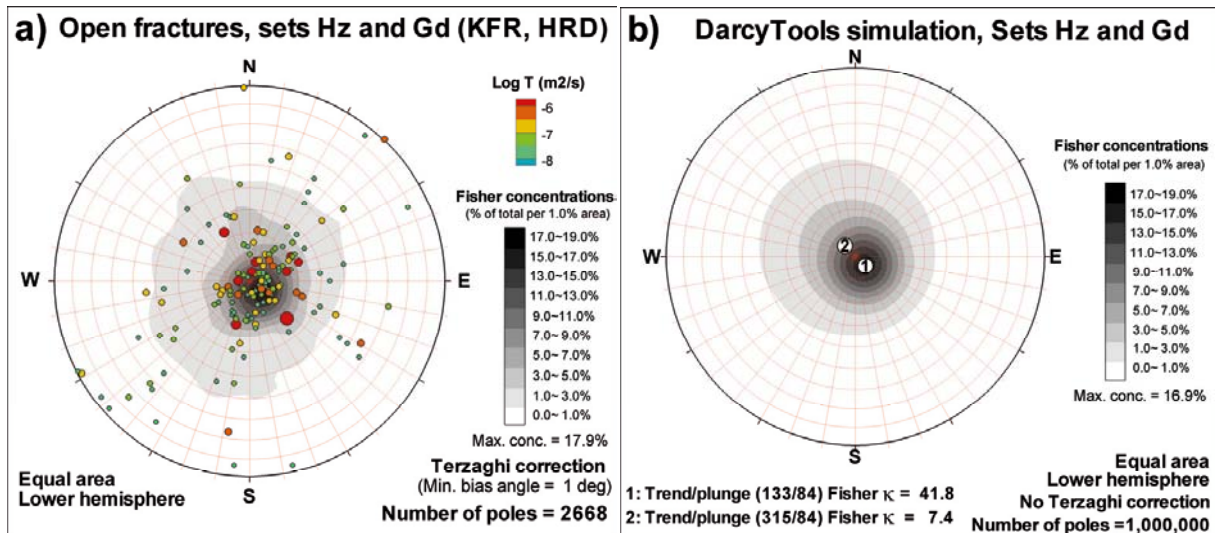 a) Open fractures, sets Hz and Gd (KFR, HRD)
N
W
E
S
Log T (m2/s)
-6
-7
-8
Fisher concentrations
(% of total per 1.0% area)
17.0~19.0%
15.0~17.0%
13.0~15.0%
11.0~13.0%
9.0~11.0%
7.0~ 9.0%
5.0~ 7.0%
3.0~ 5.0%
1.0~ 3.0%
0.0~ 1.0%
Max. conc. = 17.9%
Terzaghi correction
(Min. bias angle = 1 deg)
Number of poles = 2668
Equal area
Lower hemisphere
b) DarcyTools simulation, Sets Hz and Gd
N
W
E
S
2
1
Fisher concentrations
(% of total per 1.0% area)
17.0~19.0%
15.0~17.0%
13.0~15.0%
11.0~13.0%
9.0~11.0%
7.0~ 9.0%
5.0~ 7.0%
3.0~ 5.0%
1.0~ 3.0%
0.0~ 1.0%
Max. conc. = 16.9%
Equal area
Lower hemisphere
No Terzaghi correction
Number of poles =1,000,000
1: Trend/plunge (133/84) Fisher κ = 41.8
2: Trend/plunge (315/84) Fisher κ = 7.4